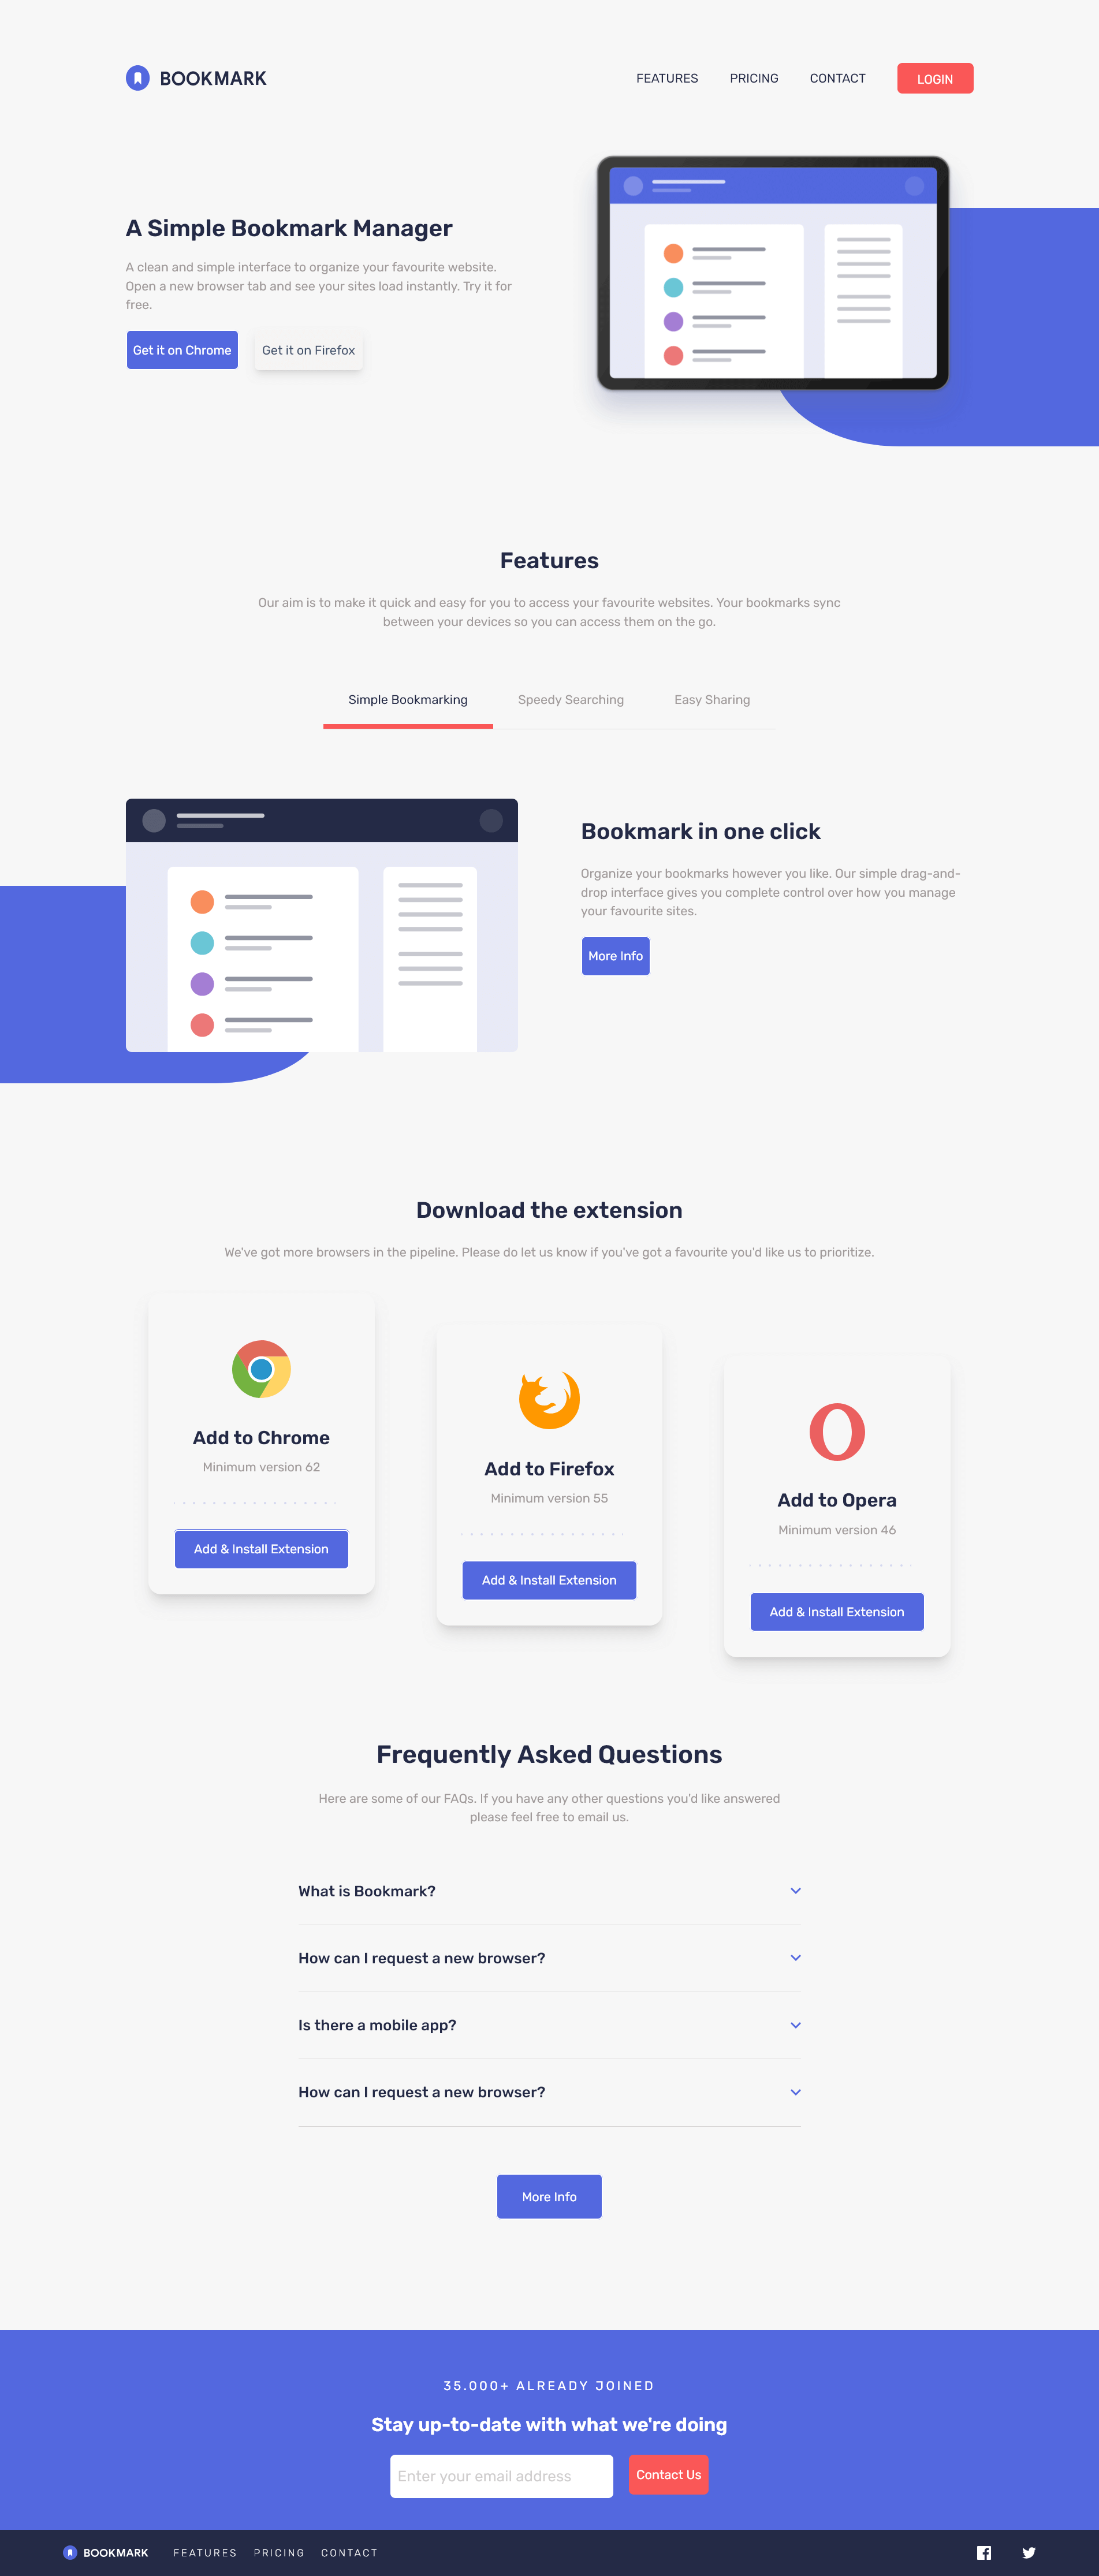 BOOKMARK
FEATURES PRICING CONTACT LOGIN
A Simple Bookmark Manager
A clean and simple interface to organize your favourite website.
Open a new browser tab and see your sites load instantly. Try it for
free.
Get it on Chrome Get it on Firefox
Features
Our aim is to make it quick and easy for you to access your favourite websites. Your bookmarks sync
between your devices so you can access them on the go.
Simple Bookmarking Speedy Searching Easy Sharing
Bookmark in one click
Organize your bookmarks however you like. Our simple drag-and-
drop interface gives you complete control over how you manage
your favourite sites.
More Info
Download the extension
We've got more browsers in the pipeline. Please do let us know if you've got a favourite you'd like us to prioritize.
Add to Chrome
Minimum version 62
Add & Install Extension
Add to Firefox
Minimum version 55
Add & Install Extension
Add to Opera
Minimum version 46
Add & Install Extension
Frequently Asked Questions
Here are some of our FAQs. If you have any other questions you'd like answered
please feel free to email us.
What is Bookmark?
How can I request a new browser?
Is there a mobile app?
How can I request a new browser?
More Info
35.000+ ALREADY JOINED
Stay up-to-date with what we're doing
Enter your email address Contact Us
BOOKMARK FEATURES PRICING CONTACT